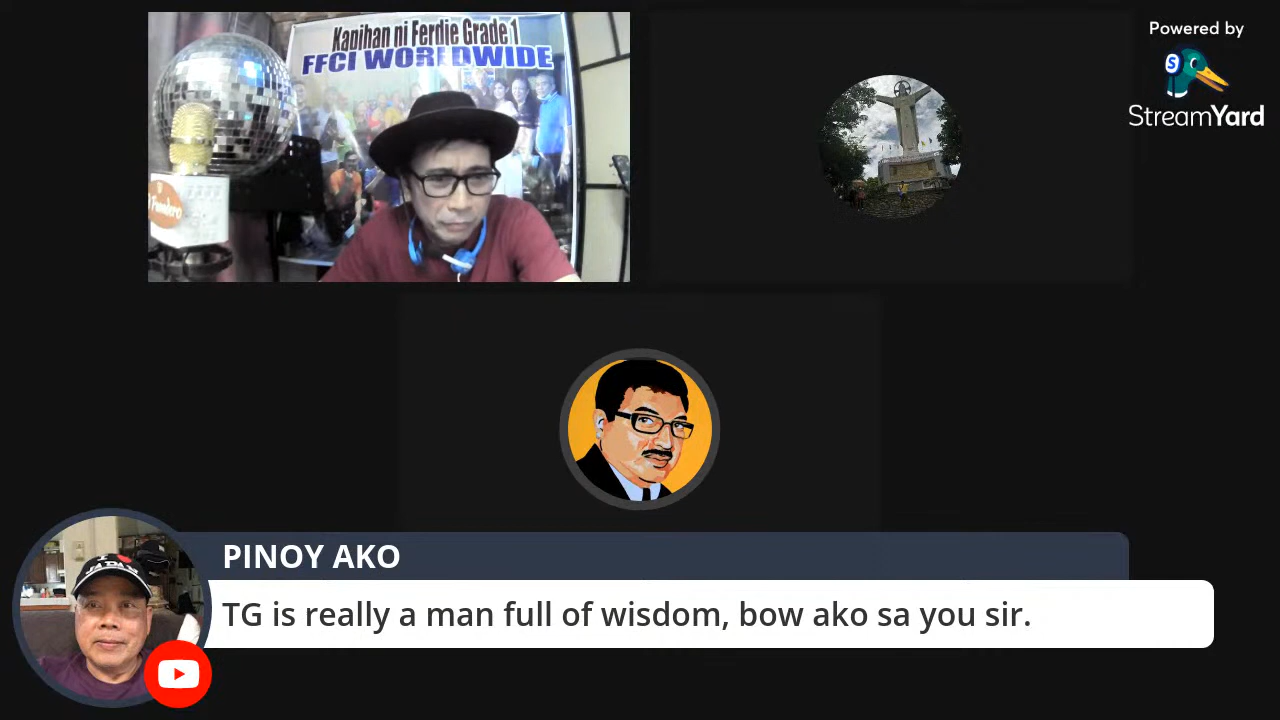 Kapihan ni Ferdie Grade 1
FFCI WORLDWIDE
Powered by
S
StreamYard
PINOY AKO
TG is really a man full of wisdom, bow ako sa you sir.